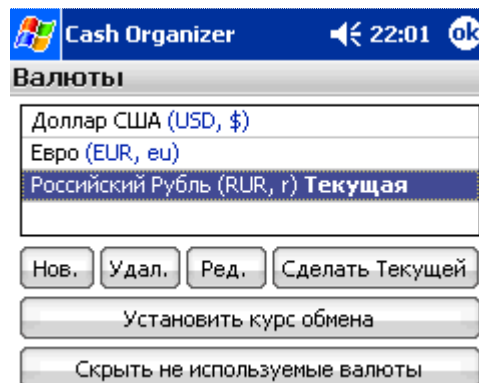 Cash Organizer 22:01 ok
Валюты
Доллар США (USD, $)
Евро (EUR, eu)
Российский Рубль (RUR, r) Текущая
Нов. Удал. Ред. Сделать Текущей
Установить курс обмена
Скрыть не используемые валюты